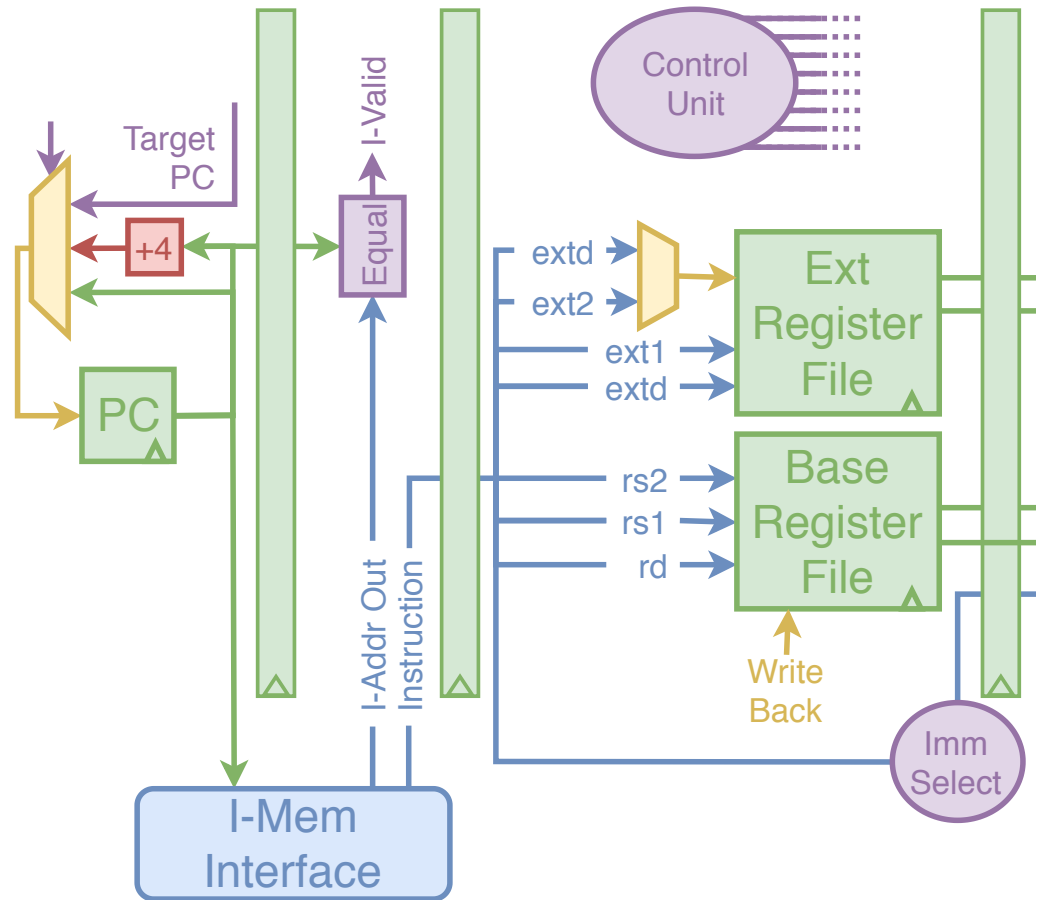 Control
Unit
I-Valid
Target
PC
+4
Equal
extd
ext2
ext1
extd
Ext
Register
File
PC
rs2
rs1
rd
Base
Register
File
I-Addr Out
Instruction
Write
Back
Imm
Select
I-Mem
Interface